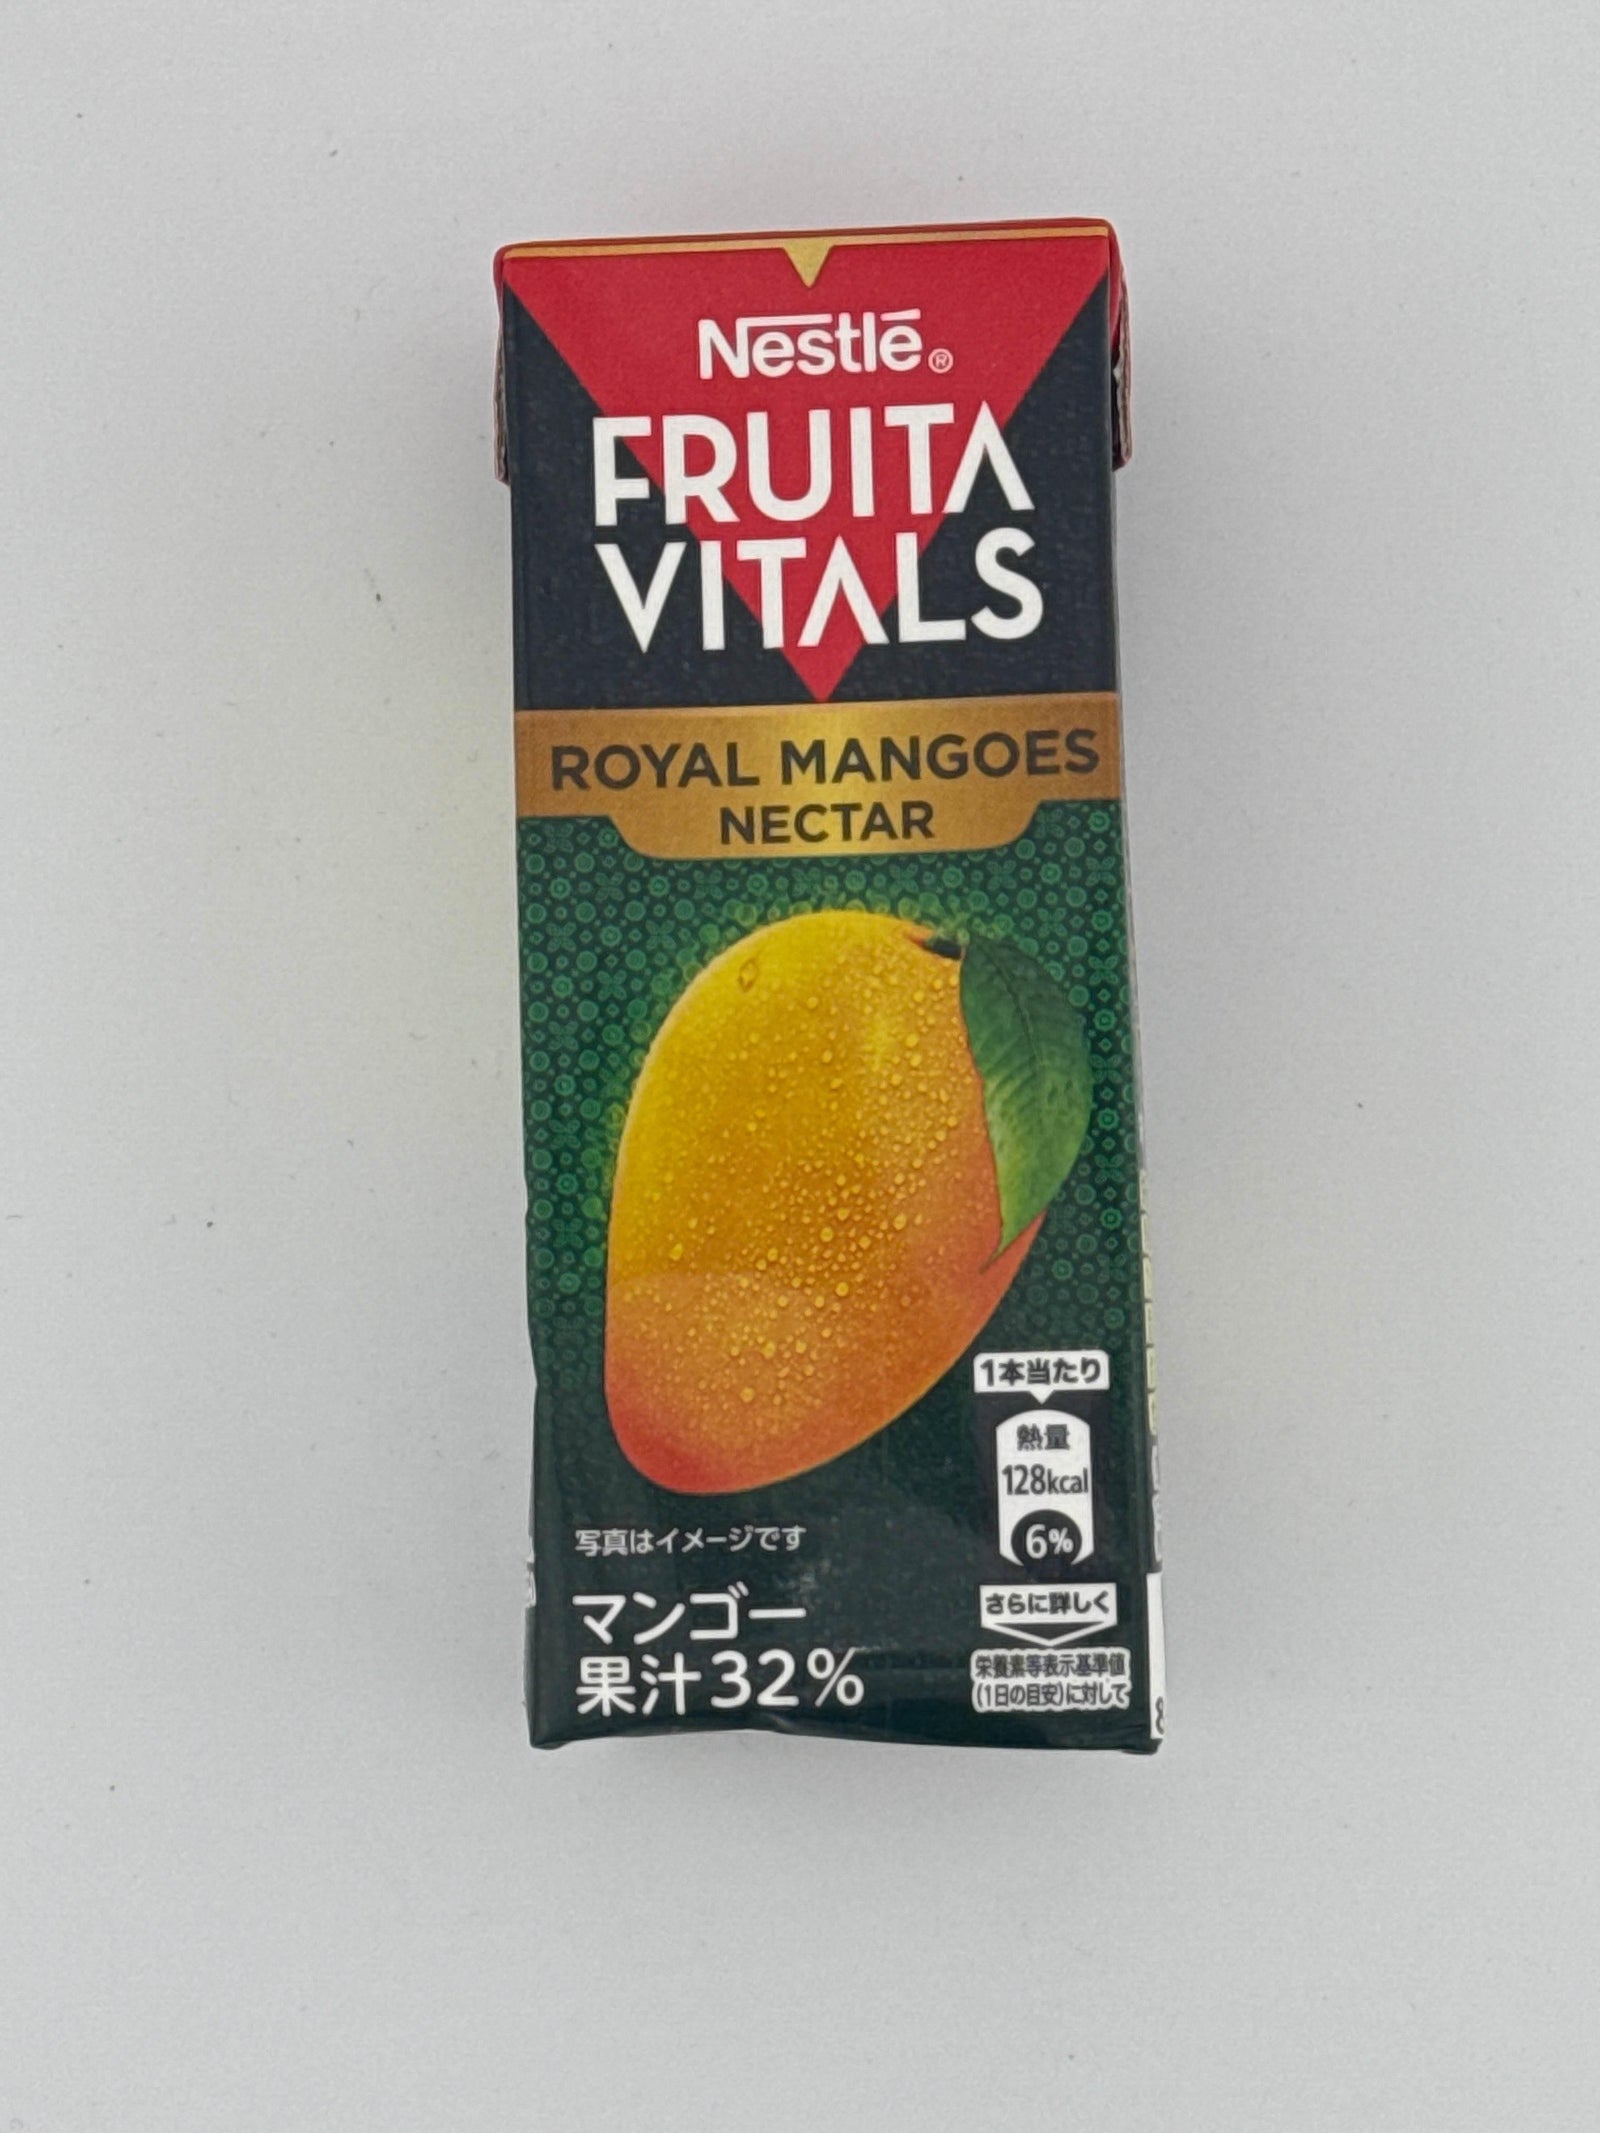 Nestlé®
FRUITA
VITALS
ROYAL MANGOES
NECTAR
1本当たり
熱量
128kcal
6%
さらに詳しく
栄養素等表示基準値
(1日の目安)に対して
写真はイメージです
マンゴー
果汁32%